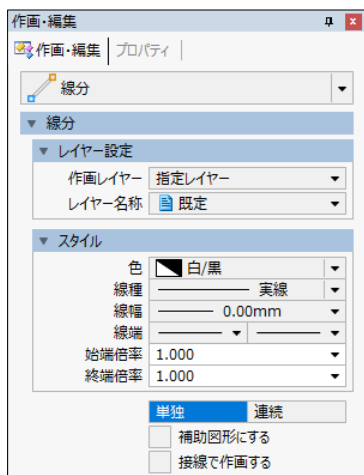 作画・編集
作画・編集 プロパティ
線分
線分
レイヤー設定
作画レイヤー 指定レイヤー
レイヤー名称 既定
スタイル
色 白/黒
線種 実線
線幅 0.00mm
線端
始端倍率 1.000
終端倍率 1.000
単独 連続
補助図形にする
接線で作画する